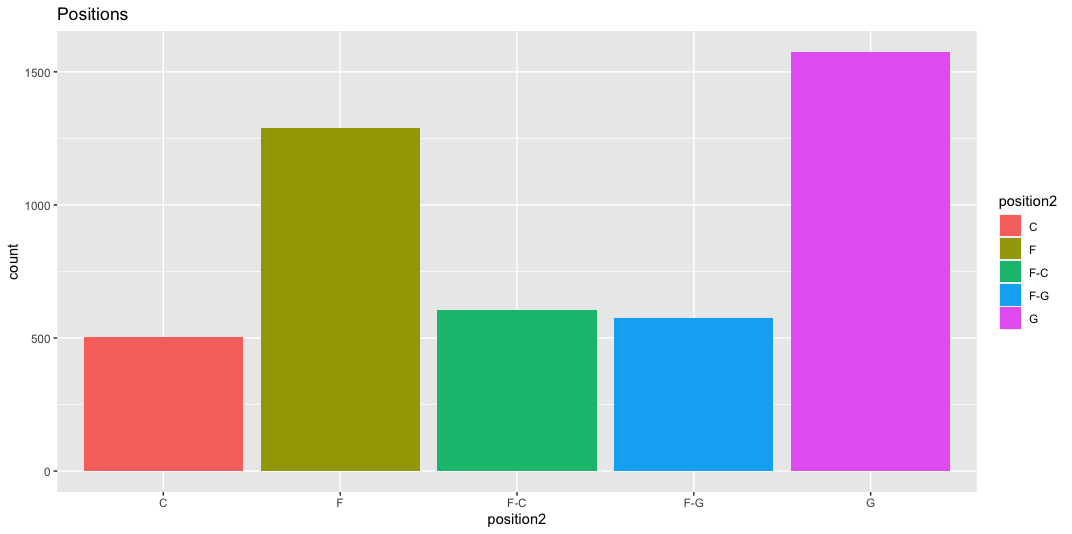 Positions
1500
1000
500
0
count
C
F
F-C
F-G
G
position2
position2
C
F
F-C
F-G
G